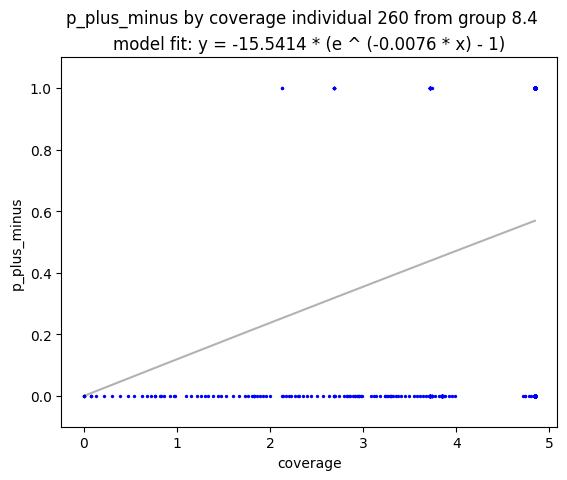 p_plus_minus by coverage individual 260 from group 8.4
model fit: y = -15.5414 * (e ^ (-0.0076 * x) - 1)
1.0
0.8
0.6
0.4
0.2
0.0
p_plus_minus
0 1 2 3 4 5
coverage